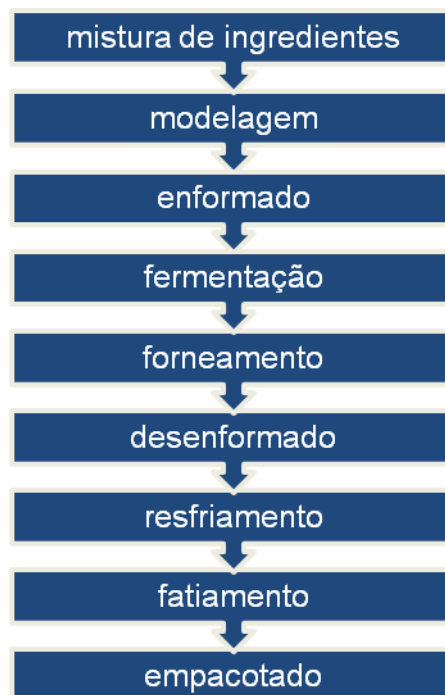 mistura de ingredientes
modelagem
enformado
fermentação
forneamento
desenformado
resfriamento
fatiamento
empacotado